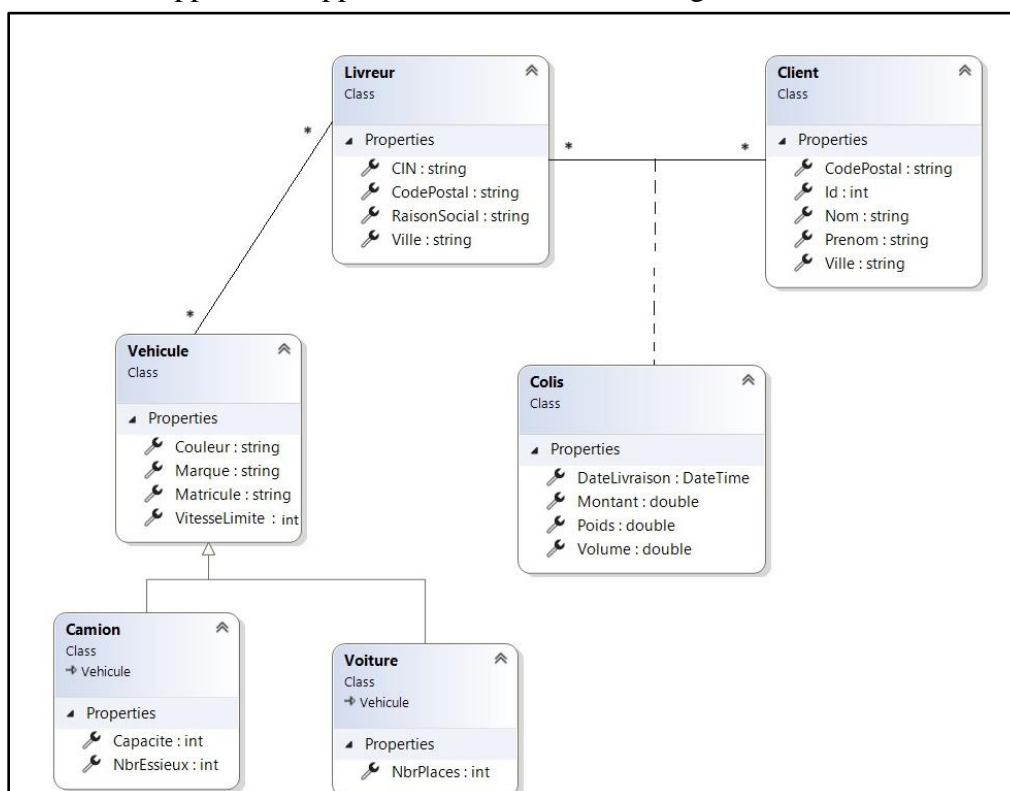 Livreur
Class
Properties
CIN : string
CodePostal : string
RaisonSocial : string
Ville : string
Client
Class
Properties
CodePostal : string
Id : int
Nom : string
Prenom : string
Ville : string
*
*
*
*
Vehicule
Class
Properties
Couleur : string
Marque : string
Matricule : string
VitesseLimite : int
Colis
Class
Properties
DateLivraison : DateTime
Montant : double
Poids : double
Volume : double
Camion
Class
Vehicule
Properties
Capacite : int
NbrEssieux : int
Voiture
Class
Vehicule
Properties
NbrPlaces : int